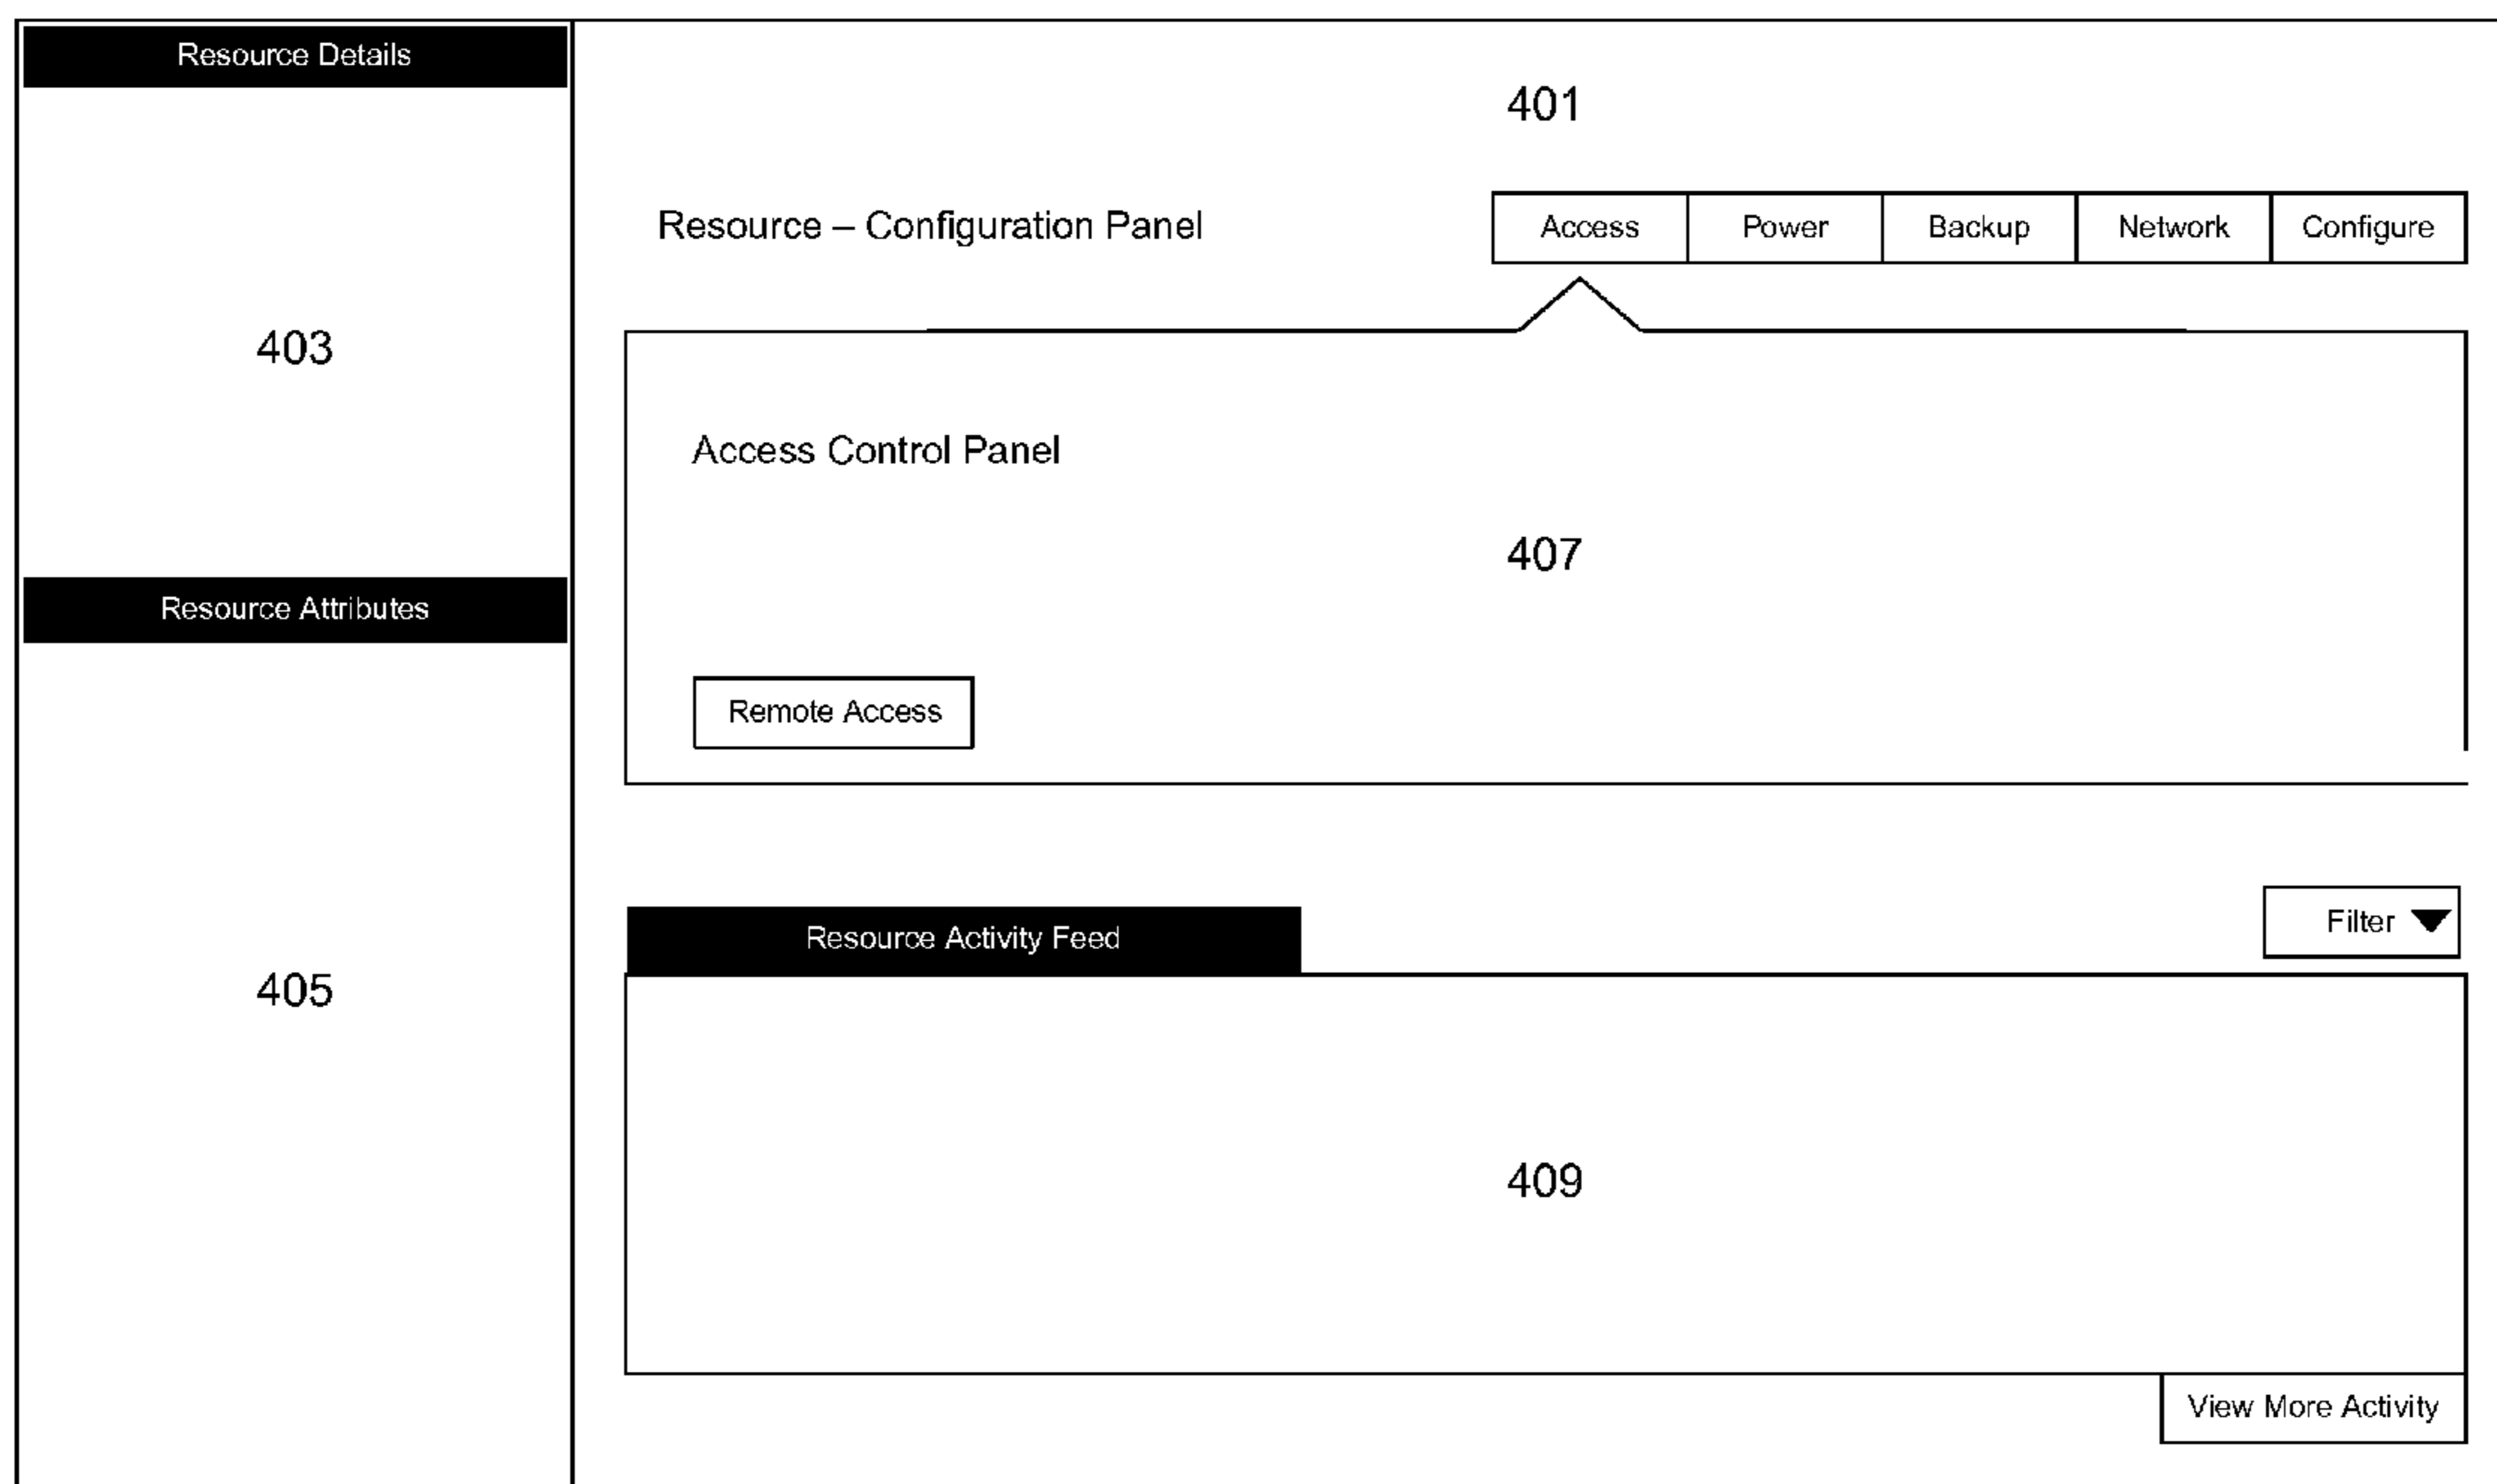 Resource Details
403
Resource Attributes
405
401
Resource – Configuration Panel
Access
Power
Backup
Network
Configure
Access Control Panel
407
Remote Access
Resource Activity Feed
Filter
409
View More Activity